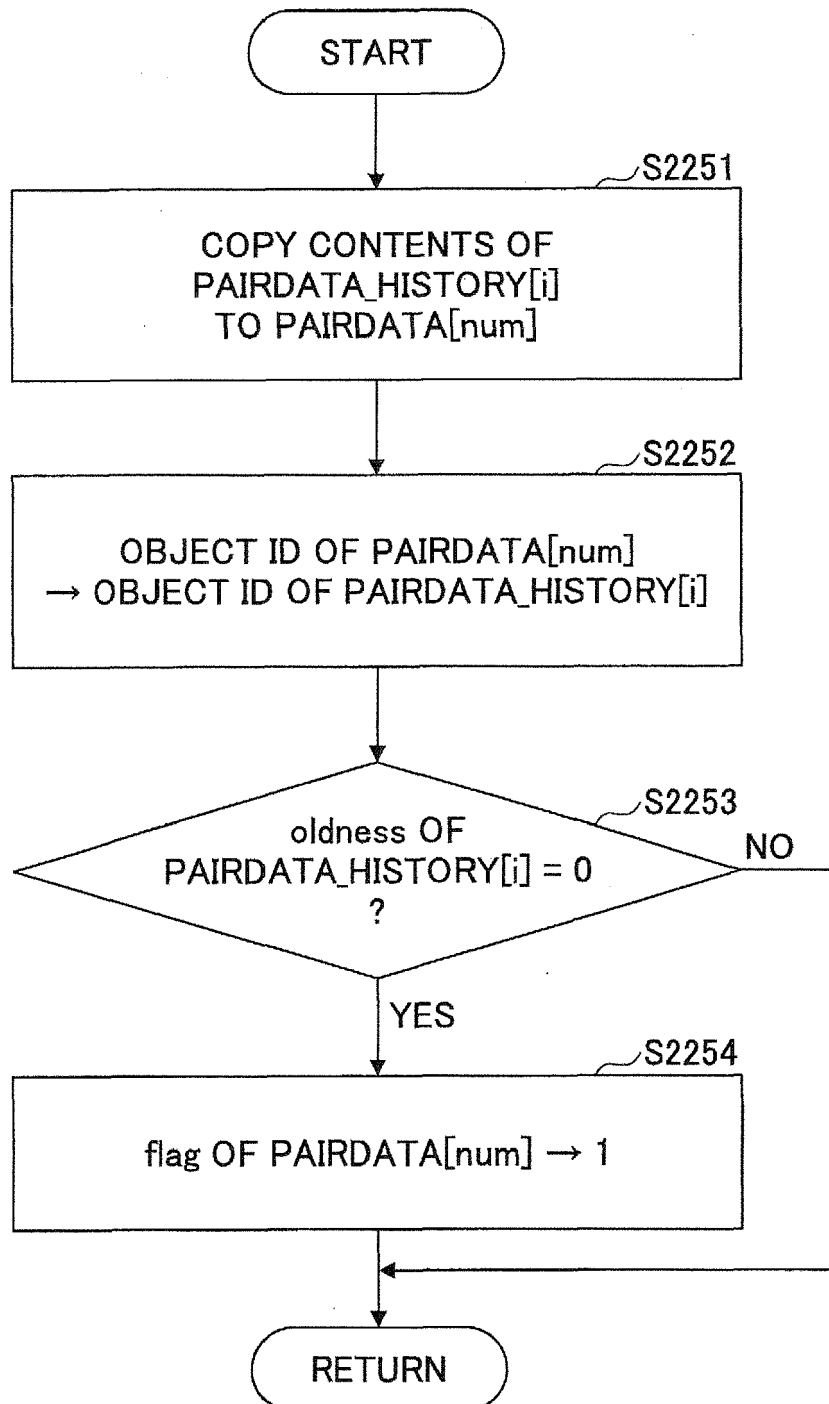 START
S2251
COPY CONTENTS OF
PAIRDATA_HISTORY[i]
TO PAIRDATA[num]
S2252
OBJECT ID OF PAIRDATA[num]
→ OBJECT ID OF PAIRDATA_HISTORY[i]
S2253
oldness OF
PAIRDATA_HISTORY[i] = 0
?
NO
YES
S2254
flag OF PAIRDATA[num] → 1
RETURN